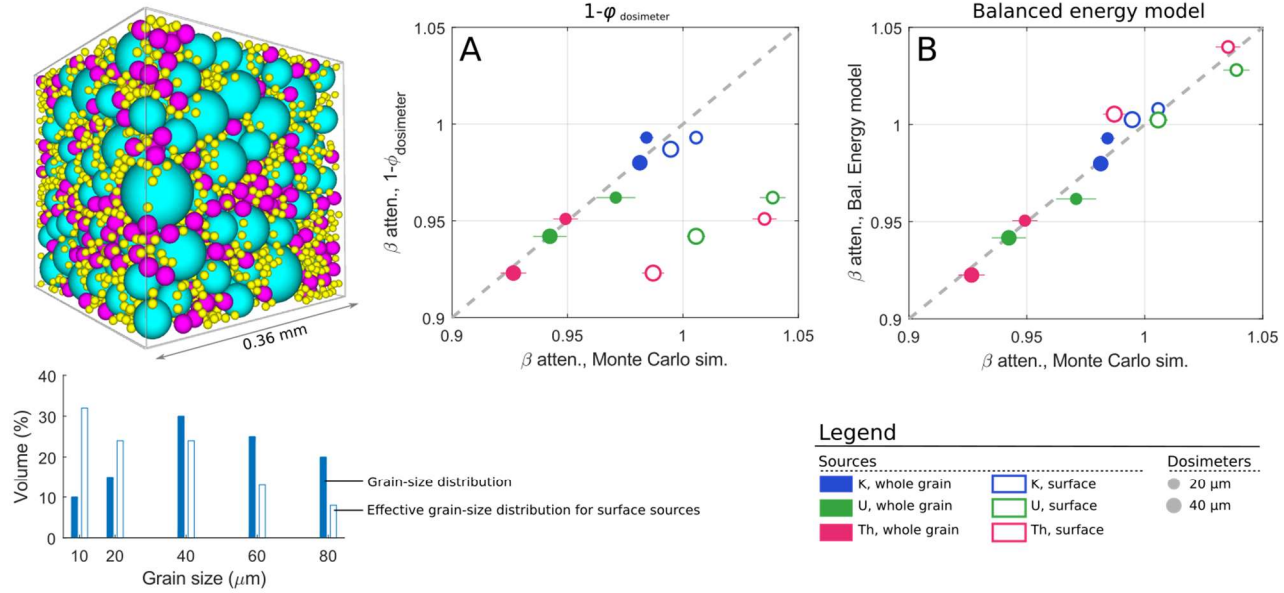 0.36 mm
1-φ dosimeter
A
1.05
1
0.95
0.9
β atten., 1-ϕdosimeter
0.9
0.95
1
1.05
β atten., Monte Carlo sim.
Balanced energy model
B
1.05
1
0.95
0.9
β atten., Bal. Energy model
0.9
0.95
1
1.05
β atten., Monte Carlo sim.
40
30
20
10
0
Volume (%)
10
20
40
60
80
Grain size (μm)
Grain-size distribution
Effective grain-size distribution for surface sources
Legend
Sources
K, whole grain
U, whole grain
Th, whole grain
K, surface
U, surface
Th, surface
Dosimeters
20 μm
40 μm